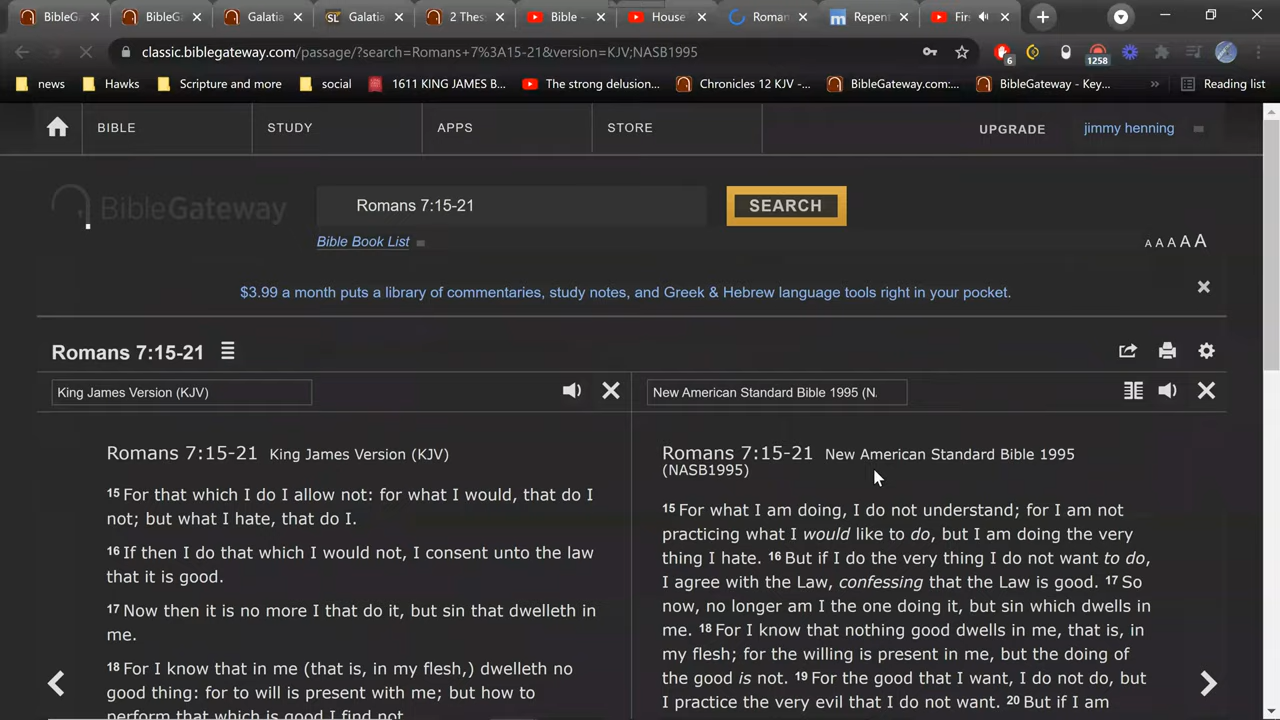 BibleG
BibleG
Galatia
SL Galatia
2 Thess
Bible -
House
Roman
m Repent
Firs
classic.biblegateway.com/passage/?search=Romans+7%3A15-21&version=KJV;NASB1995
6
1258
news
Hawks
Scripture and more
social
1611 KING JAMES B...
The strong delusion...
Chronicles 12 KJV -...
BibleGateway.com:...
BibleGateway - Key...
»
Reading list
BIBLE
STUDY
APPS
STORE
UPGRADE
jimmy henning
BibleGateway
Romans 7:15-21
SEARCH
Bible Book List
A A A A A
$3.99 a month puts a library of commentaries, study notes, and Greek & Hebrew language tools right in your pocket.
Romans 7:15-21
King James Version (KJV)
New American Standard Bible 1995 (N.
Romans 7:15-21 King James Version (KJV)
15 For that which I do I allow not: for what I would, that do I
not; but what I hate, that do I.
16 If then I do that which I would not, I consent unto the law
that it is good.
17 Now then it is no more I that do it, but sin that dwelleth in
me.
18 For I know that in me (that is, in my flesh,) dwelleth no
good thing: for to will is present with me; but how to
perform that which is good I find not.
Romans 7:15-21 New American Standard Bible 1995
(NASB1995)
15 For what I am doing, I do not understand; for I am not
practicing what I would like to do, but I am doing the very
thing I hate. 16 But if I do the very thing I do not want to do,
I agree with the Law, confessing that the Law is good. 17 So
now, no longer am I the one doing it, but sin which dwells in
me. 18 For I know that nothing good dwells in me, that is, in
my flesh; for the willing is present in me, but the doing of
the good is not. 19 For the good that I want, I do not do, but
I practice the very evil that I do not want. 20 But if I am